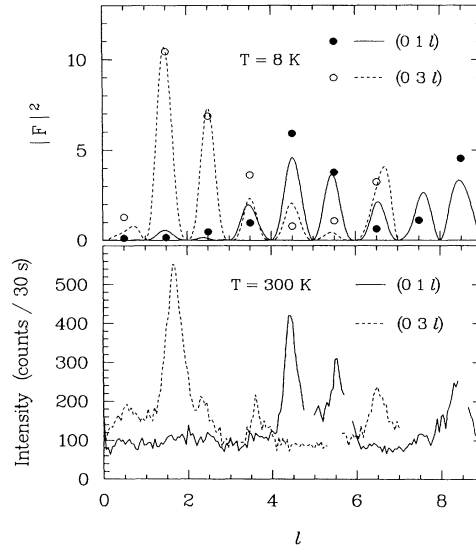 10
5
0
| F |²
T = 8 K
(0 1 l)
(0 3 l)
500
400
300
200
100
0
Intensity (counts / 30 s)
T = 300 K
(0 1 l)
(0 3 l)
0 2 4 6 8
l